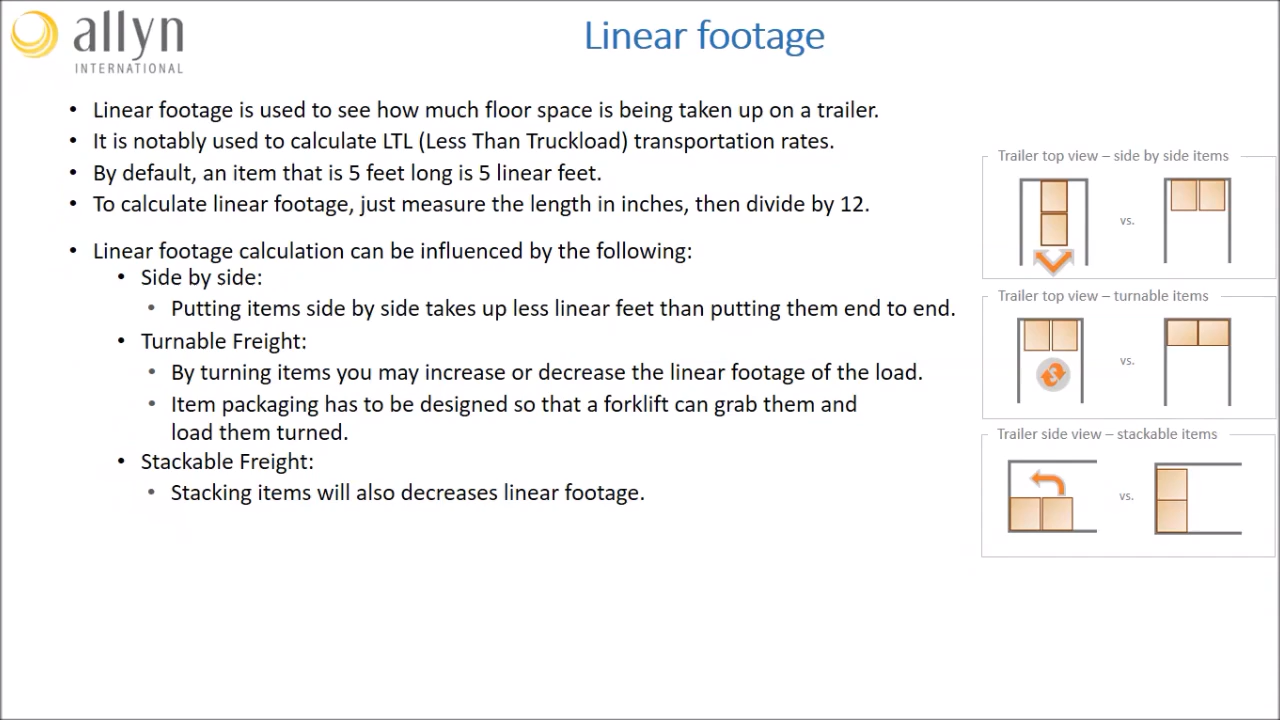 allyn
INTERNATIONAL
Linear footage
• Linear footage is used to see how much floor space is being taken up on a trailer.
• It is notably used to calculate LTL (Less Than Truckload) transportation rates.
• By default, an item that is 5 feet long is 5 linear feet.
• To calculate linear footage, just measure the length in inches, then divide by 12.
• Linear footage calculation can be influenced by the following:
• Side by side:
• Putting items side by side takes up less linear feet than putting them end to end.
• Turnable Freight:
• By turning items you may increase or decrease the linear footage of the load.
• Item packaging has to be designed so that a forklift can grab them and
load them turned.
• Stackable Freight:
• Stacking items will also decreases linear footage.
Trailer top view – side by side items
vs.
Trailer top view – turnable items
vs.
Trailer side view – stackable items
vs.